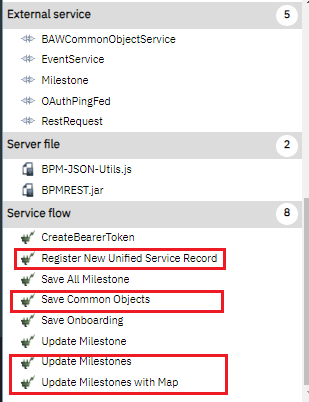 External service 5
BAWCommonObjectService
EventService
Milestone
OAuthPingFed
RestRequest
Server file 2
BPM-JSON-Utils.js
BPMREST.jar
Service flow 8
CreateBearerToken
Register New Unified Service Record
Save All Milestone
Save Common Objects
Save Onboarding
Update Milestone
Update Milestones
Update Milestones with Map